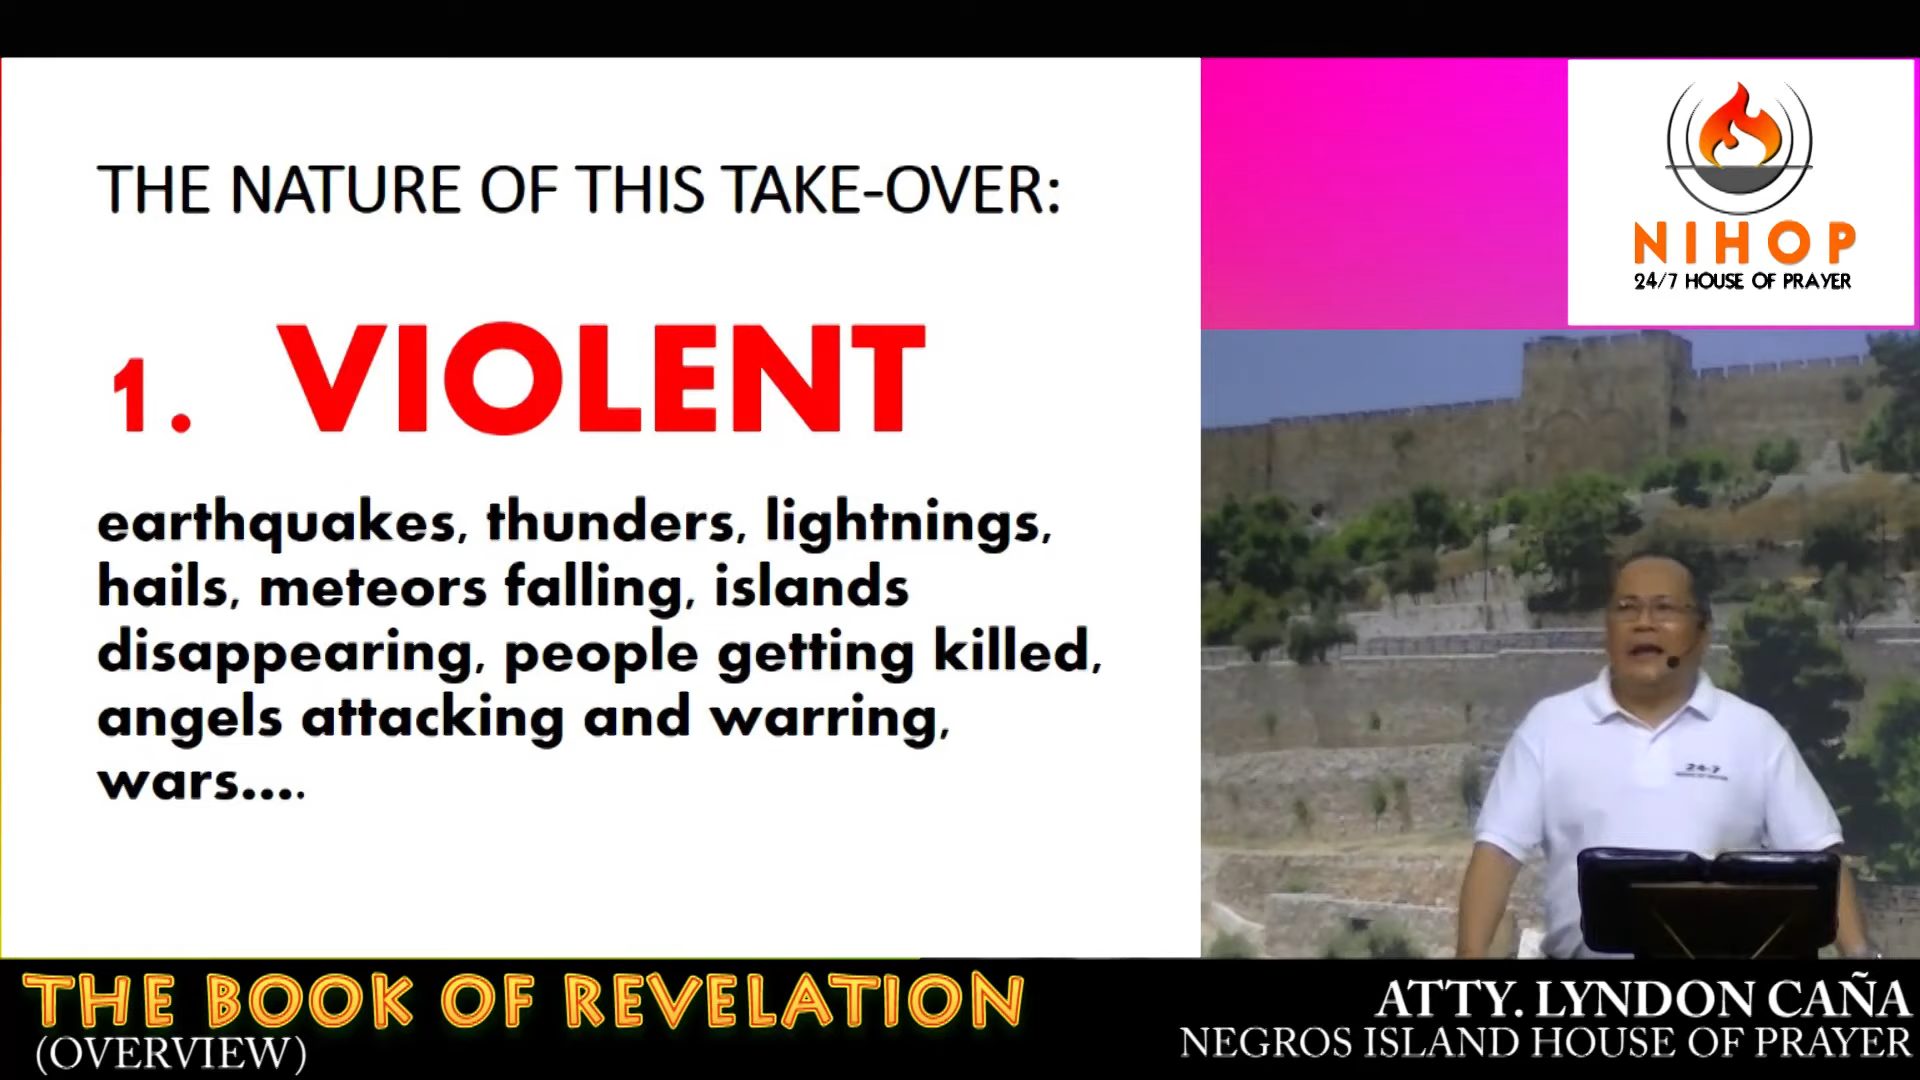 THE NATURE OF THIS TAKE-OVER:
1. VIOLENT
earthquakes, thunders, lightnings,
hails, meteors falling, islands
disappearing, people getting killed,
angels attacking and warring,
wars....
NIHOP
24/7 HOUSE OF PRAYER
24-7
THE BOOK OF REVELATION
(OVERVIEW)
ATTY. LYNDON CAÑA
NEGROS ISLAND HOUSE OF PRAYER